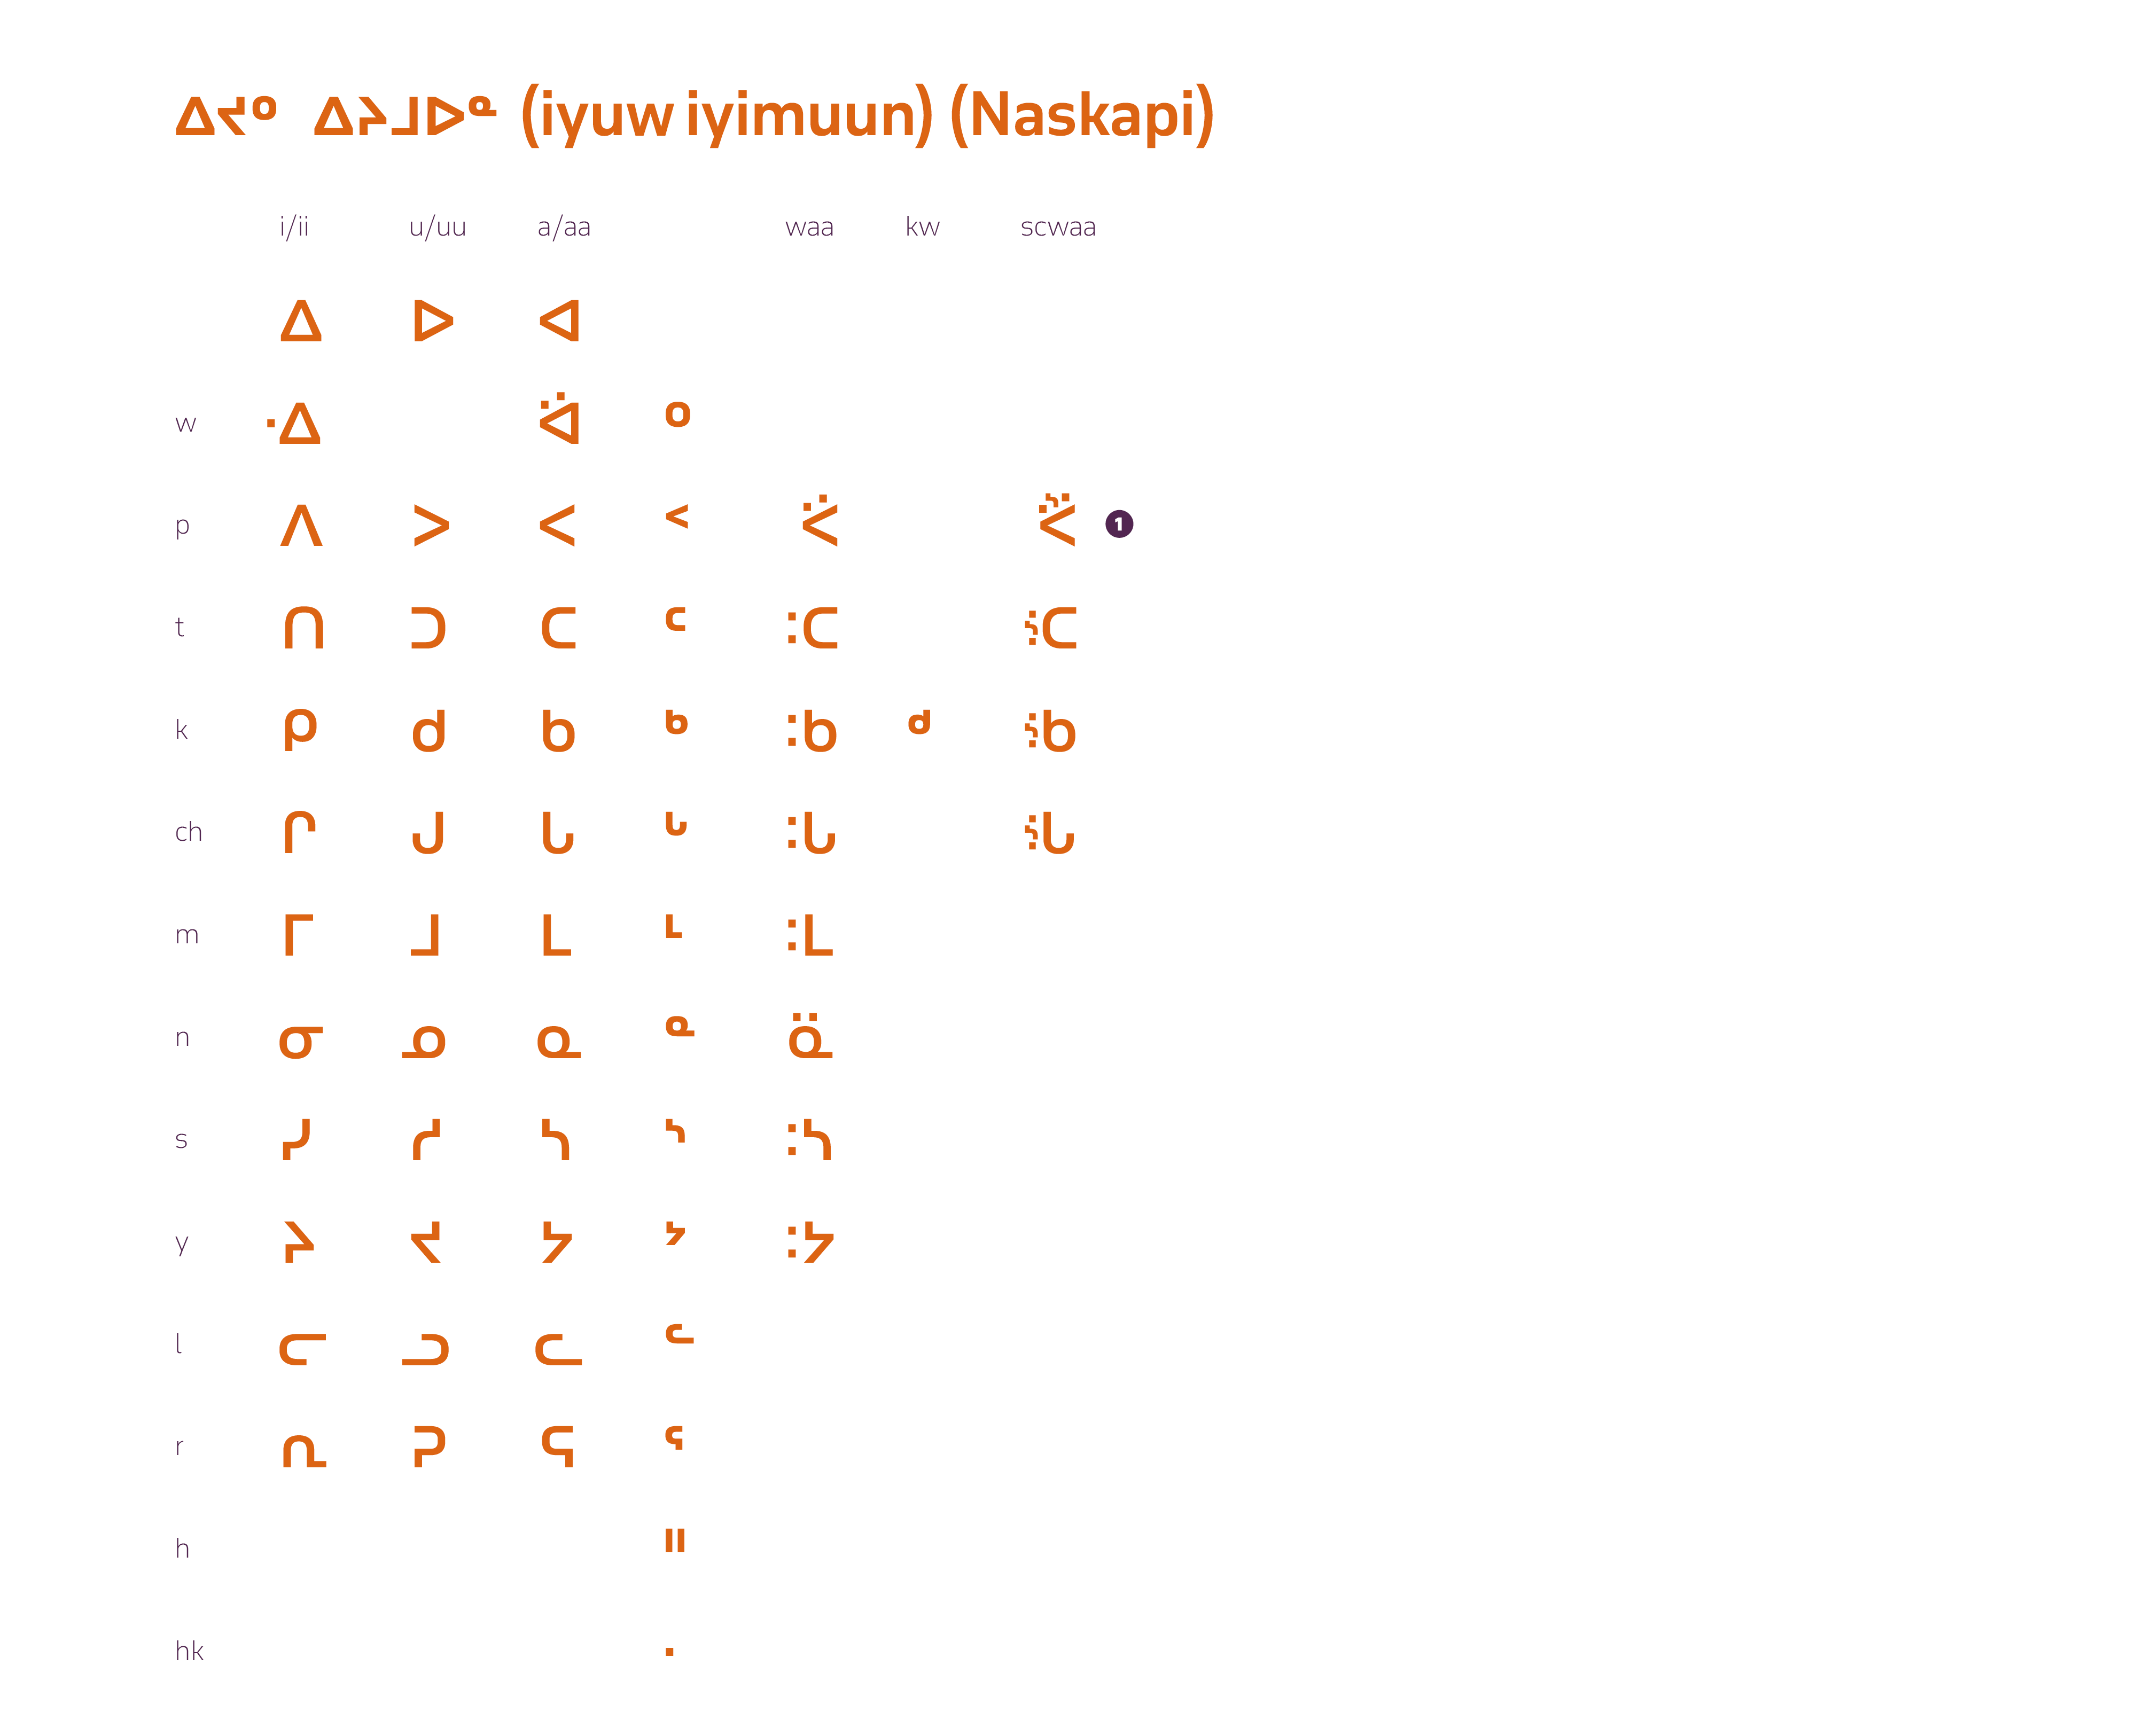 ᐃᔪᐤ ᐃᔨᒧᐅᓐ (iyuw iyimuun) (Naskapi)
i/ii u/uu a/aa waa kw scwaa
ᐃ ᐅ ᐊ
w ᐧᐃ ᐛ ᐤ
p ᐱ ᐳ ᐸ ᑉ ᑅ ᔌ 1
t ᑎ ᑐ ᑕ ᑦ ᑥ ᔍ
k ᑭ ᑯ ᑲ ᒃ ᒂ ᒄ ᔎ
ch ᒋ ᒍ ᒐ ᒡ ᒠ ᔏ
m ᒥ ᒧ ᒪ ᒻ ᒺ
n ᓂ ᓄ ᓇ ᓐ ᓏ
s ᓯ ᓱ ᓴ ᔅ ᔄ
y ᔨ ᔪ ᔭ ᔾ ᔽ
l ᓕ ᓗ ᓚ ᓪ
r ᕆ ᕈ ᕋ ᕐ
h ᐦ
hk ᐧ